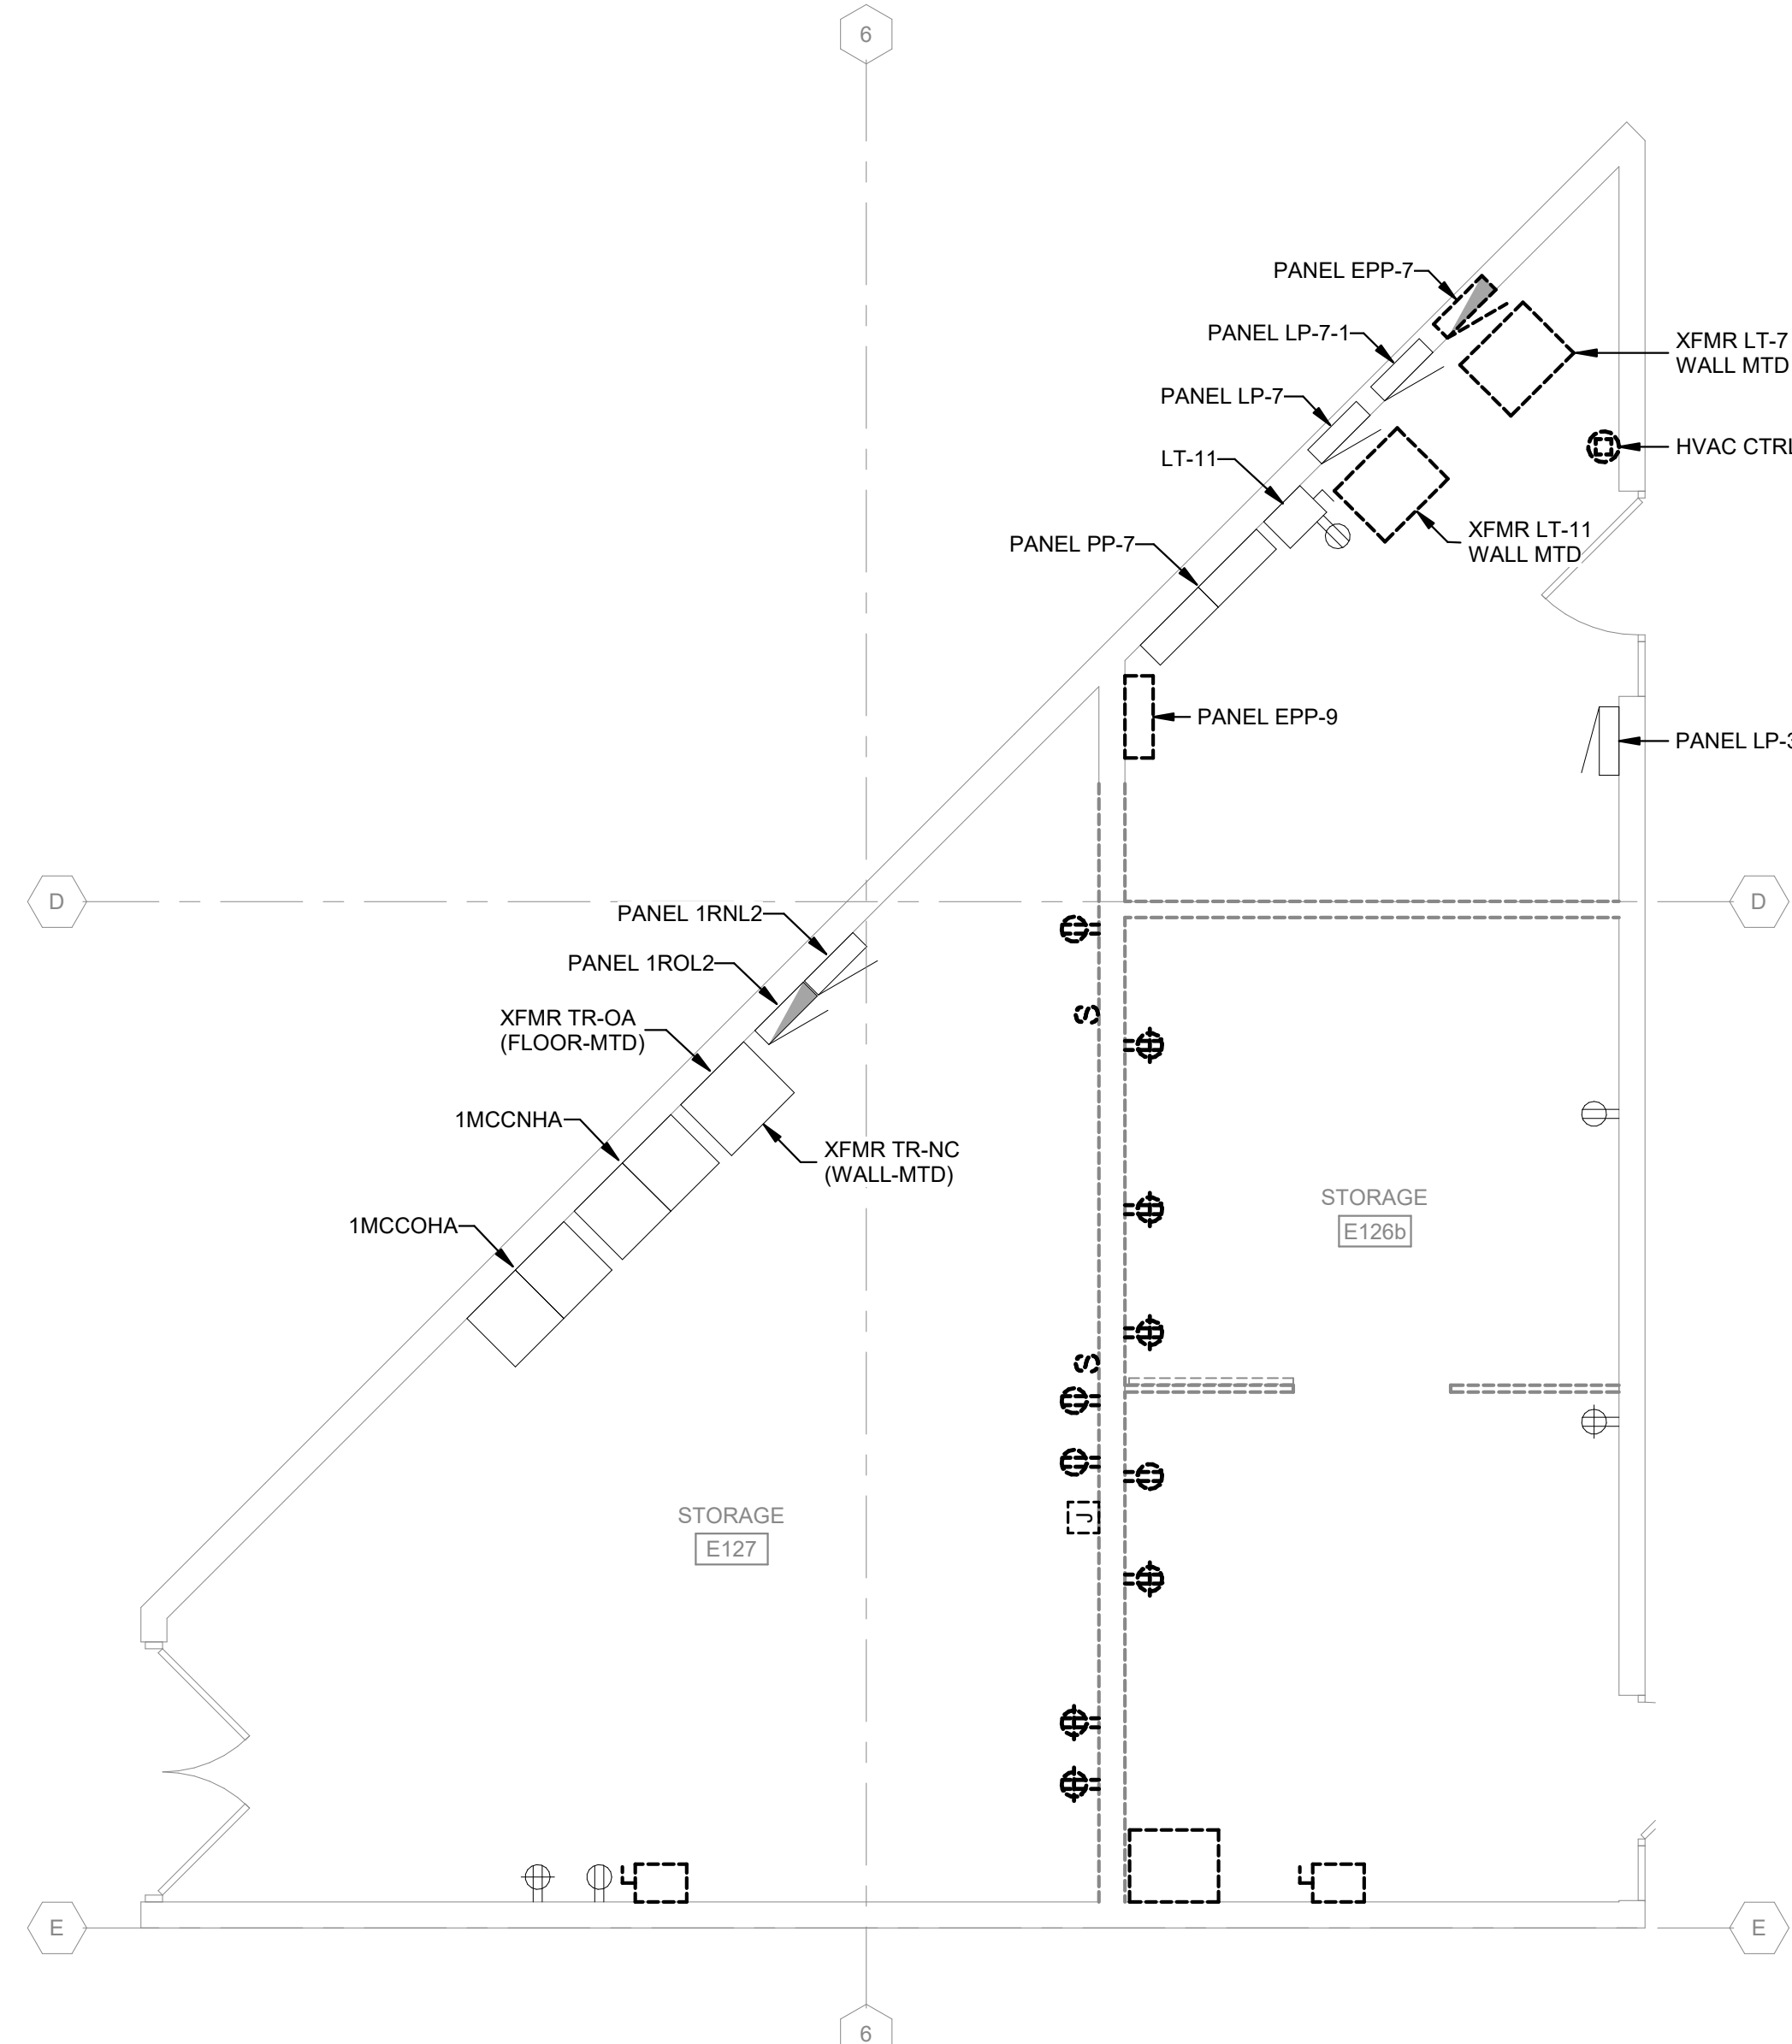 6
PANEL EPP-7
PANEL LP-7-1
XFMR LT-7
WALL MTD
PANEL LP-7
HVAC CTRL
LT-11
XFMR LT-11
WALL MTD
PANEL PP-7
PANEL EPP-9
PANEL LP-3
D
D
PANEL 1RNL2
PANEL 1ROL2
S
XFMR TR-OA
(FLOOR-MTD)
1MCCNHA
XFMR TR-NC
(WALL-MTD)
STORAGE
E126b
1MCCOHA
S
STORAGE
E127
J
E
E
6